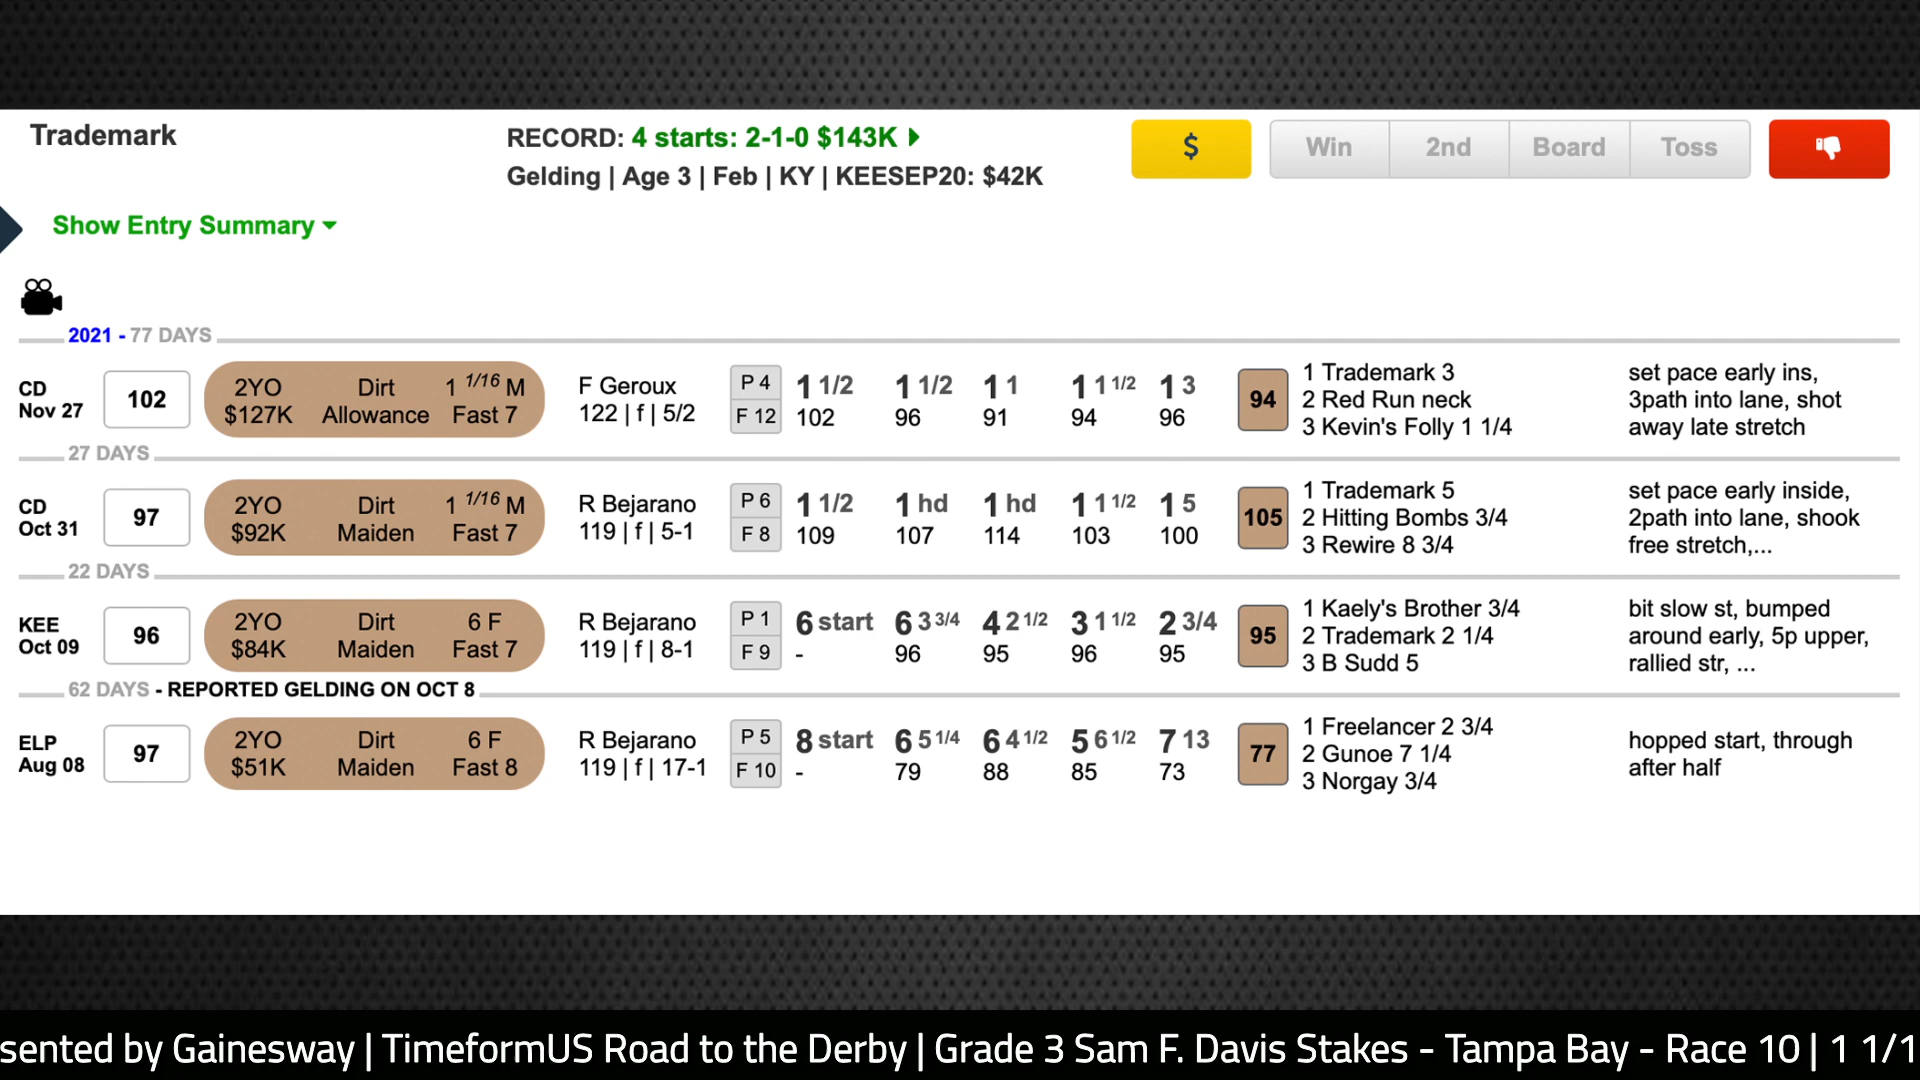 Trademark
RECORD: 4 starts: 2-1-0 $143K
Gelding | Age 3 | Feb | KY | KEESEP20: $42K
$
Win 2nd Board Toss
Show Entry Summary
2021 - 77 DAYS
CD
Nov 27
102
2YO Dirt 1 1/16 M
$127K Allowance Fast 7
F Geroux
122 | f | 5/2
P 4
F 12
1 1/2 1 1/2 1 1 1 1 1/2 1 3
102 96 91 94 96
94
1 Trademark 3
2 Red Run neck
3 Kevin's Folly 1 1/4
set pace early ins,
3path into lane, shot
away late stretch
27 DAYS
CD
Oct 31
97
2YO Dirt 1 1/16 M
$92K Maiden Fast 7
R Bejarano
119 | f | 5-1
P 6
F 8
1 1/2 1 hd 1 hd 1 1 1/2 1 5
109 107 114 103 100
105
1 Trademark 5
2 Hitting Bombs 3/4
3 Rewire 8 3/4
set pace early inside,
2path into lane, shook
free stretch,...
22 DAYS
KEE
Oct 09
96
2YO Dirt 6 F
$84K Maiden Fast 7
R Bejarano
119 | f | 8-1
P 1
F 9
6 start 6 3 3/4 4 2 1/2 3 1 1/2 2 3/4
- 96 95 96 95
95
1 Kaely's Brother 3/4
2 Trademark 2 1/4
3 B Sudd 5
bit slow st, bumped
around early, 5p upper,
rallied str, ...
62 DAYS - REPORTED GELDING ON OCT 8
ELP
Aug 08
97
2YO Dirt 6 F
$51K Maiden Fast 8
R Bejarano
119 | f | 17-1
P 5
F 10
8 start 6 5 1/4 6 4 1/2 5 6 1/2 7 13
- 79 88 85 73
77
1 Freelancer 2 3/4
2 Gunoe 7 1/4
3 Norgay 3/4
hopped start, through
after half
sented by Gainesway | TimeformUS Road to the Derby | Grade 3 Sam F. Davis Stakes - Tampa Bay - Race 10 | 1 1/1